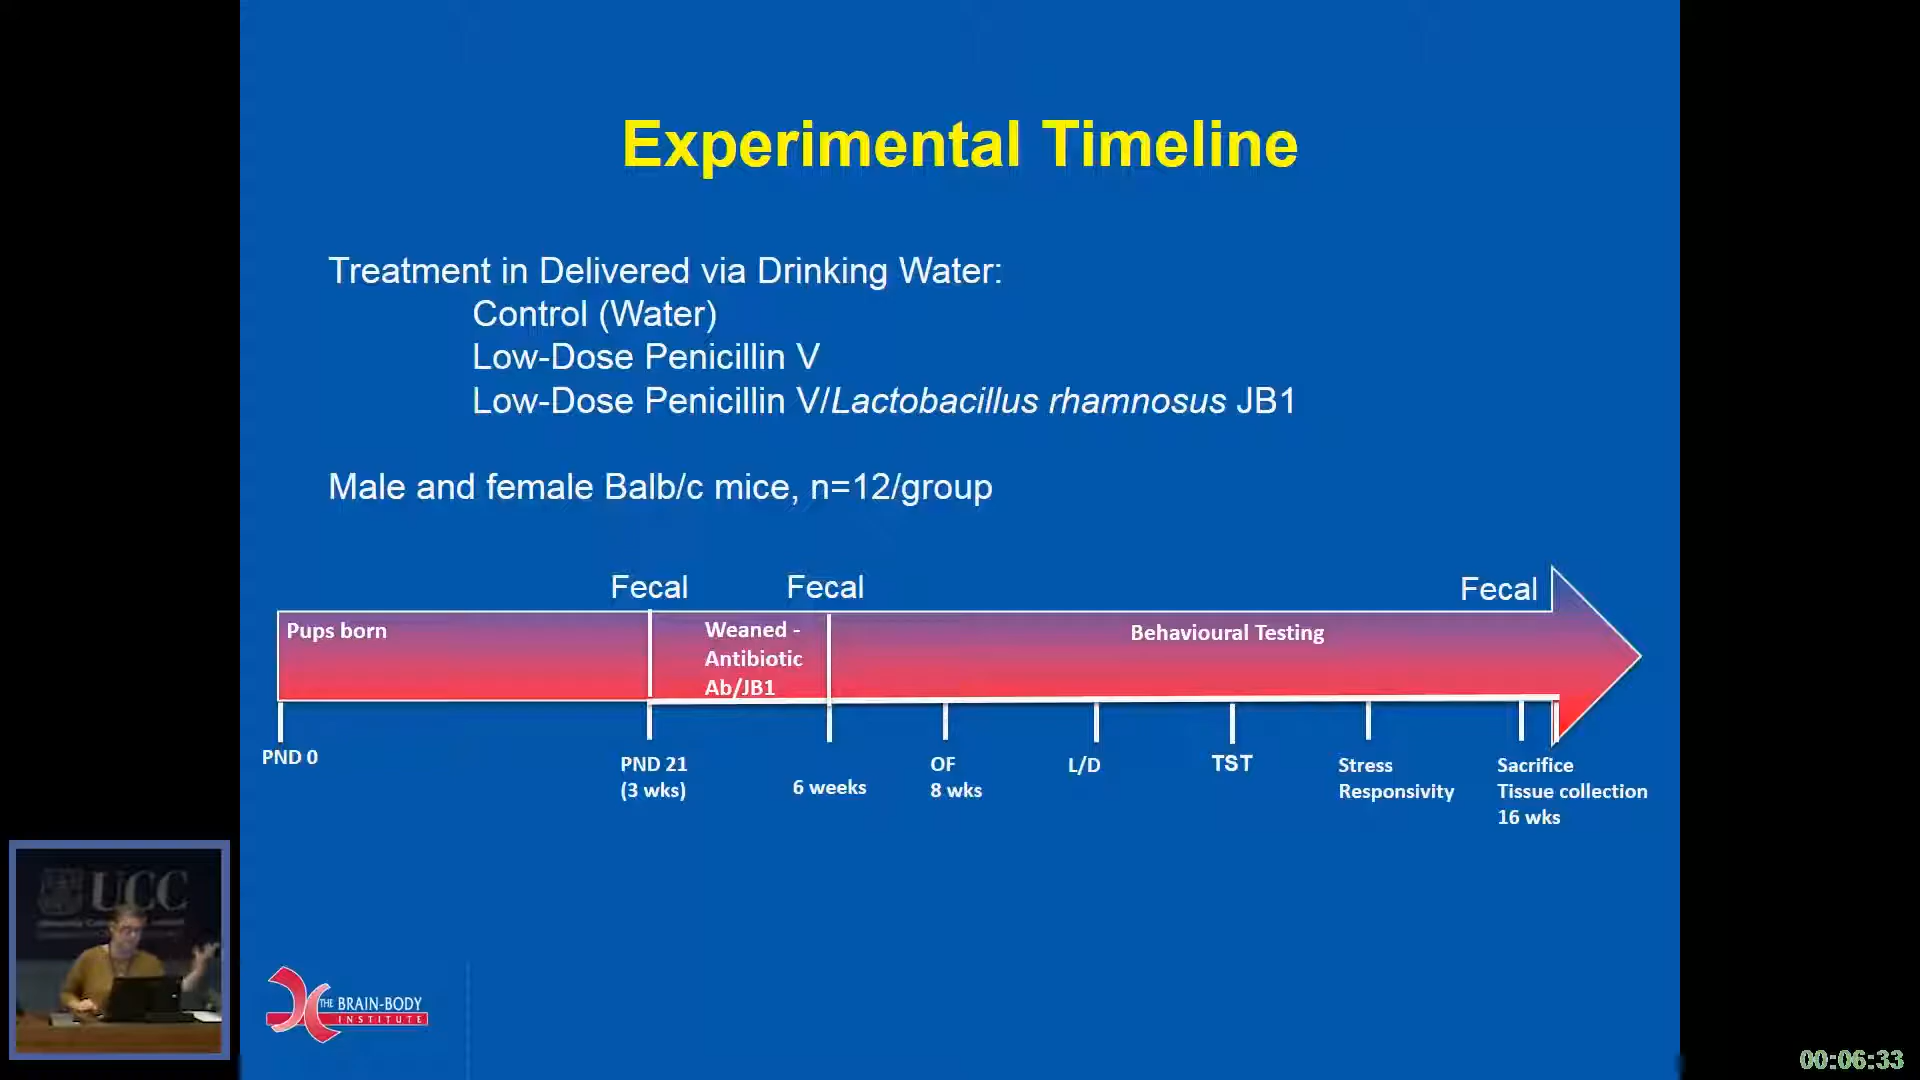 Experimental Timeline
Treatment in Delivered via Drinking Water:
Control (Water)
Low-Dose Penicillin V
Low-Dose Penicillin V/Lactobacillus rhamnosus JB1
Male and female Balb/c mice, n=12/group
Fecal
Fecal
Fecal
Pups born
Weaned -
Antibiotic
Ab/JB1
Behavioural Testing
PND 0
PND 21
(3 wks)
6 weeks
OF
8 wks
L/D
TST
Stress
Responsivity
Sacrifice
Tissue collection
16 wks
UCC
THE BRAIN-BODY
INSTITUTE
00:06:33